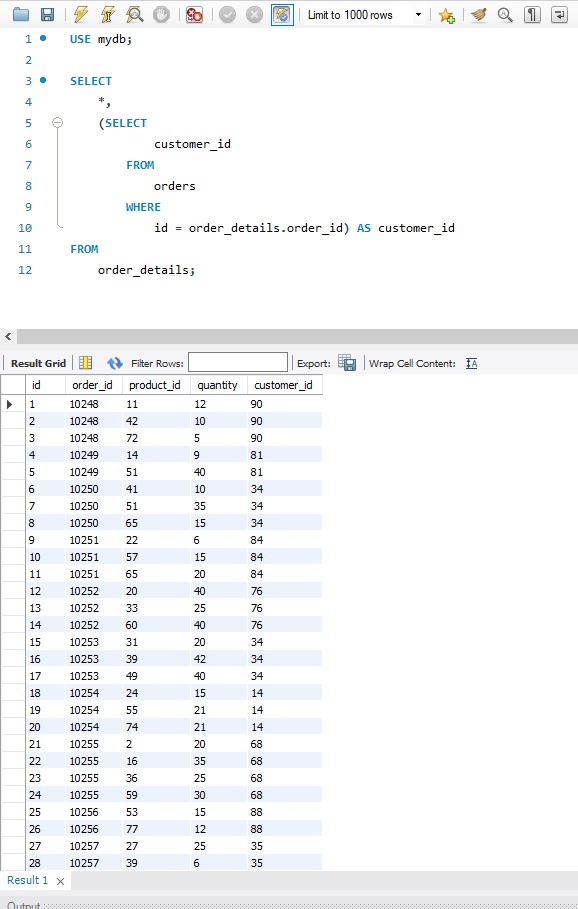 Limit to 1000 rows
1 USE mydb;
2
3 SELECT
4 *,
5 (SELECT
6 customer_id
7 FROM
8 orders
9 WHERE
10 id = order_details.order_id) AS customer_id
11 FROM
12 order_details;
Result Grid Filter Rows: Export: Wrap Cell Content: IA
id order_id product_id quantity customer_id
1 10248 11 12 90
2 10248 42 10 90
3 10248 72 5 90
4 10249 14 9 81
5 10249 51 40 81
6 10250 41 10 34
7 10250 51 35 34
8 10250 65 15 34
9 10251 22 6 84
10 10251 57 15 84
11 10251 65 20 84
12 10252 20 40 76
13 10252 33 25 76
14 10252 60 40 76
15 10253 31 20 34
16 10253 39 42 34
17 10253 49 40 34
18 10254 24 15 14
19 10254 55 21 14
20 10254 74 21 14
21 10255 2 20 68
22 10255 16 35 68
23 10255 36 25 68
24 10255 59 30 68
25 10256 53 15 88
26 10256 77 12 88
27 10257 27 25 35
28 10257 39 6 35
Result 1
Output